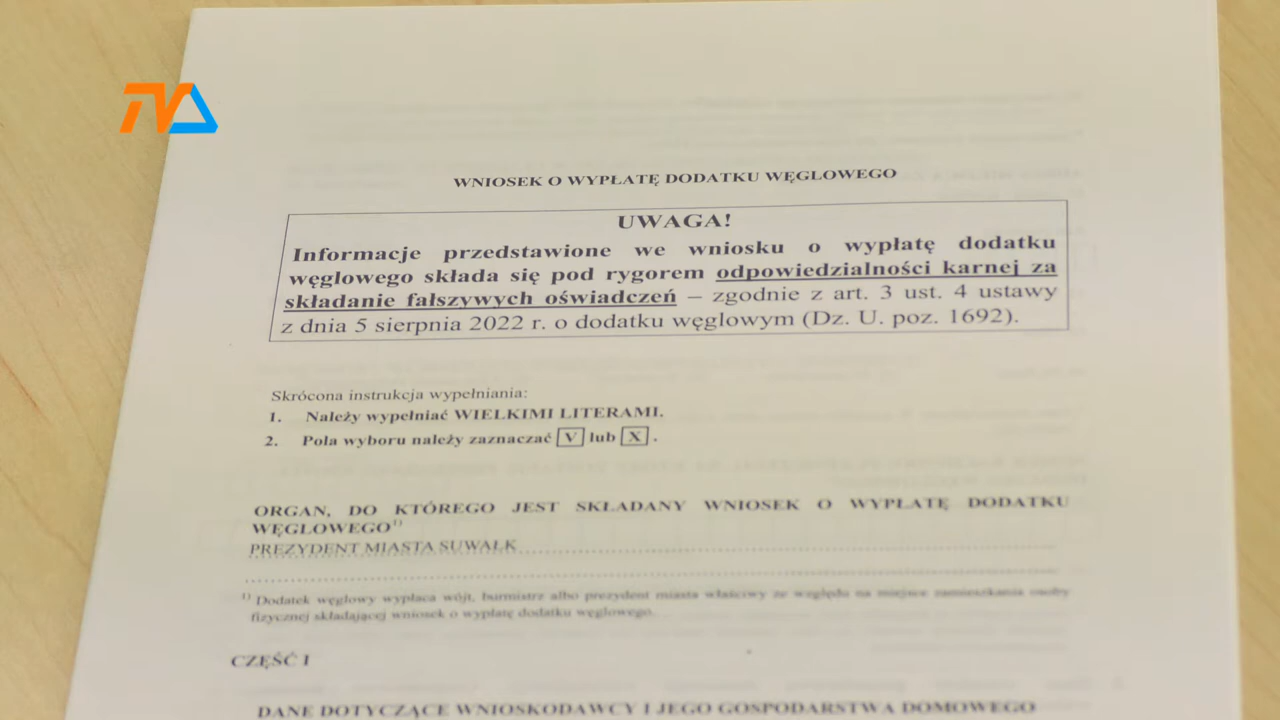 TVA
WNIOSEK O WYPŁATĘ DODATKU WĘGLOWEGO
UWAGA!
Informacje przedstawione we wniosku o wypłatę dodatku
węglowego składa się pod rygorem odpowiedzialności karnej za
składanie fałszywych oświadczeń – zgodnie z art. 3 ust. 4 ustawy
z dnia 5 sierpnia 2022 r. o dodatku węglowym (Dz. U. poz. 1692).
Skrócona instrukcja wypełniania:
1. Należy wypełniać WIELKIMI LITERAMI.
2. Pola wyboru należy zaznaczać V lub X .
ORGAN, DO KTÓREGO JEST SKŁADANY WNIOSEK O WYPŁATĘ DODATKU
WĘGLOWEGO¹⁾
PREZYDENT MIASTA SUWAŁK
¹⁾ Dodatek węglowy wypłaca wójt, burmistrz albo prezydent miasta właściwy ze względu na miejsce zamieszkania osoby
fizycznej składającej wniosek o wypłatę dodatku węglowego.
CZĘŚĆ I
DANE DOTYCZĄCE WNIOSKODAWCY I JEGO GOSPODARSTWA DOMOWEGO